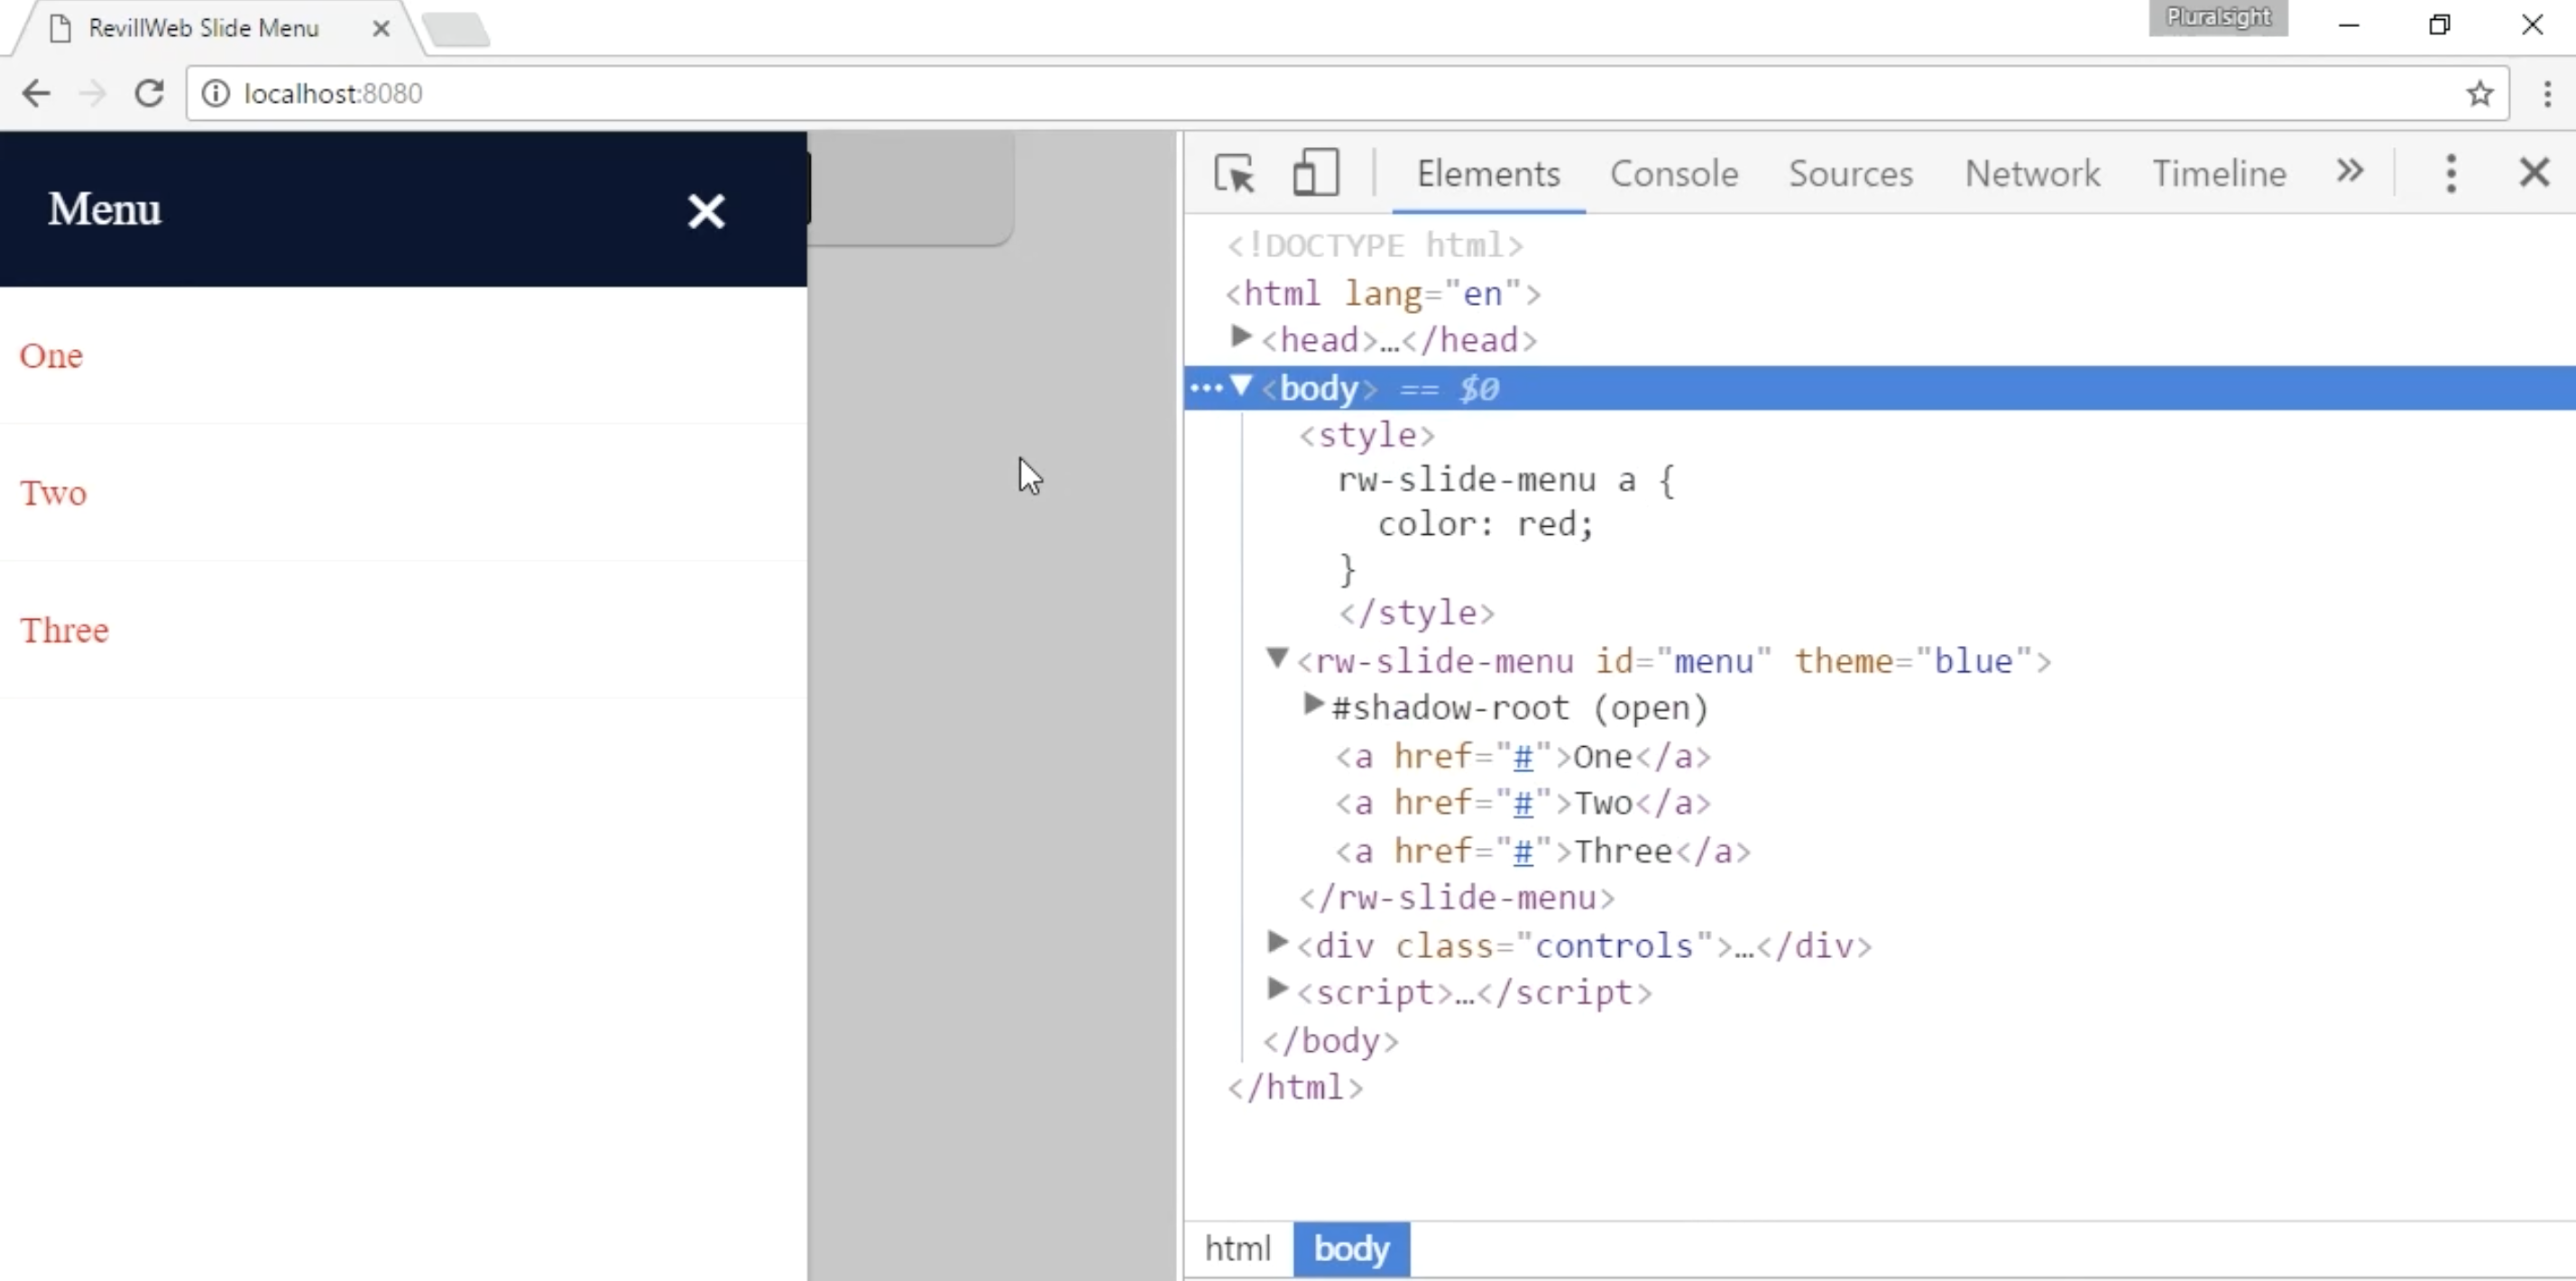 RevillWeb Slide Menu
Pluralsight
localhost:8080
Menu
One
Two
Three
Elements Console Sources Network Timeline
<!DOCTYPE html>
<html lang="en">
<head>…</head>
<body> == $0
<style>
rw-slide-menu a {
color: red;
}
</style>
<rw-slide-menu id="menu" theme="blue">
#shadow-root (open)
<a href="#">One</a>
<a href="#">Two</a>
<a href="#">Three</a>
</rw-slide-menu>
<div class="controls">…</div>
<script>…</script>
</body>
</html>
html body